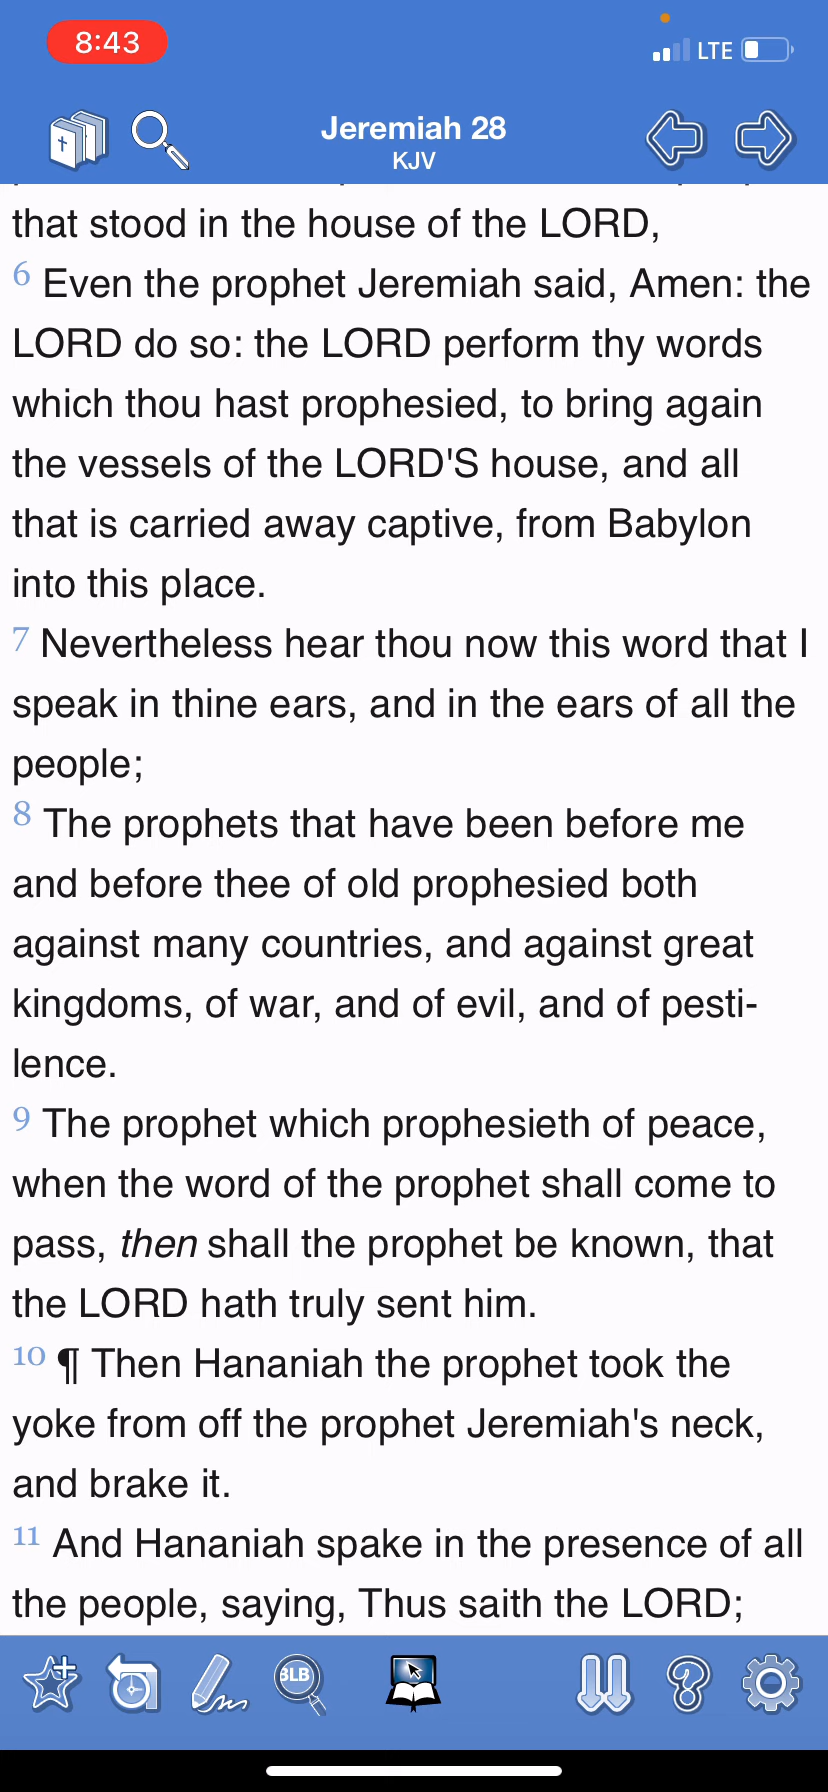 8:43
LTE
Jeremiah 28
KJV
that stood in the house of the LORD,
6 Even the prophet Jeremiah said, Amen: the
LORD do so: the LORD perform thy words
which thou hast prophesied, to bring again
the vessels of the LORD'S house, and all
that is carried away captive, from Babylon
into this place.
7 Nevertheless hear thou now this word that I
speak in thine ears, and in the ears of all the
people;
8 The prophets that have been before me
and before thee of old prophesied both
against many countries, and against great
kingdoms, of war, and of evil, and of pesti-
lence.
9 The prophet which prophesieth of peace,
when the word of the prophet shall come to
pass, then shall the prophet be known, that
the LORD hath truly sent him.
10 ¶ Then Hananiah the prophet took the
yoke from off the prophet Jeremiah's neck,
and brake it.
11 And Hananiah spake in the presence of all
the people, saying, Thus saith the LORD;
BLB